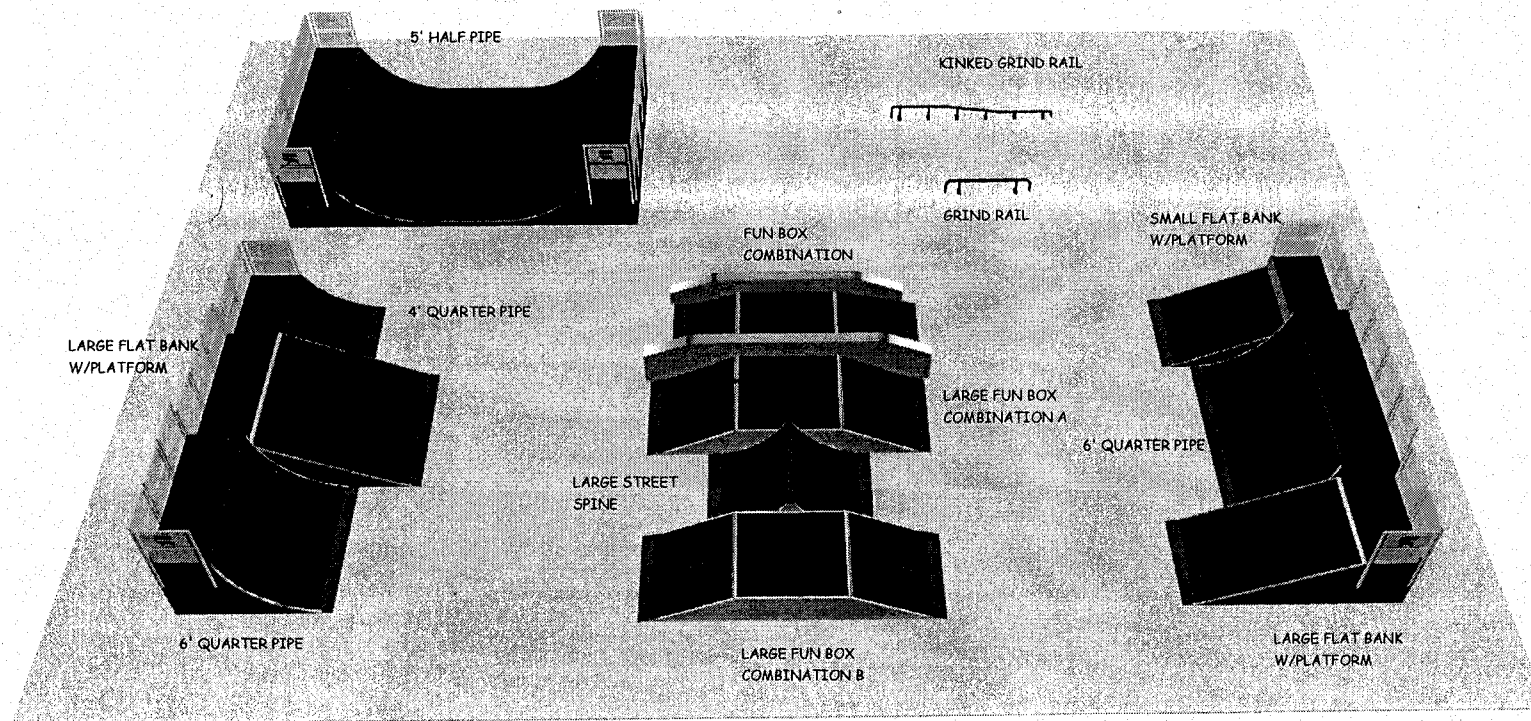 5' HALF PIPE
KINKED GRIND RAIL
GRIND RAIL
SMALL FLAT BANK
W/PLATFORM
FUN BOX
COMBINATION
4' QUARTER PIPE
LARGE FLAT BANK
W/PLATFORM
LARGE FUN BOX
COMBINATION A
6' QUARTER PIPE
LARGE STREET
SPINE
6' QUARTER PIPE
LARGE FUN BOX
COMBINATION B
LARGE FLAT BANK
W/PLATFORM